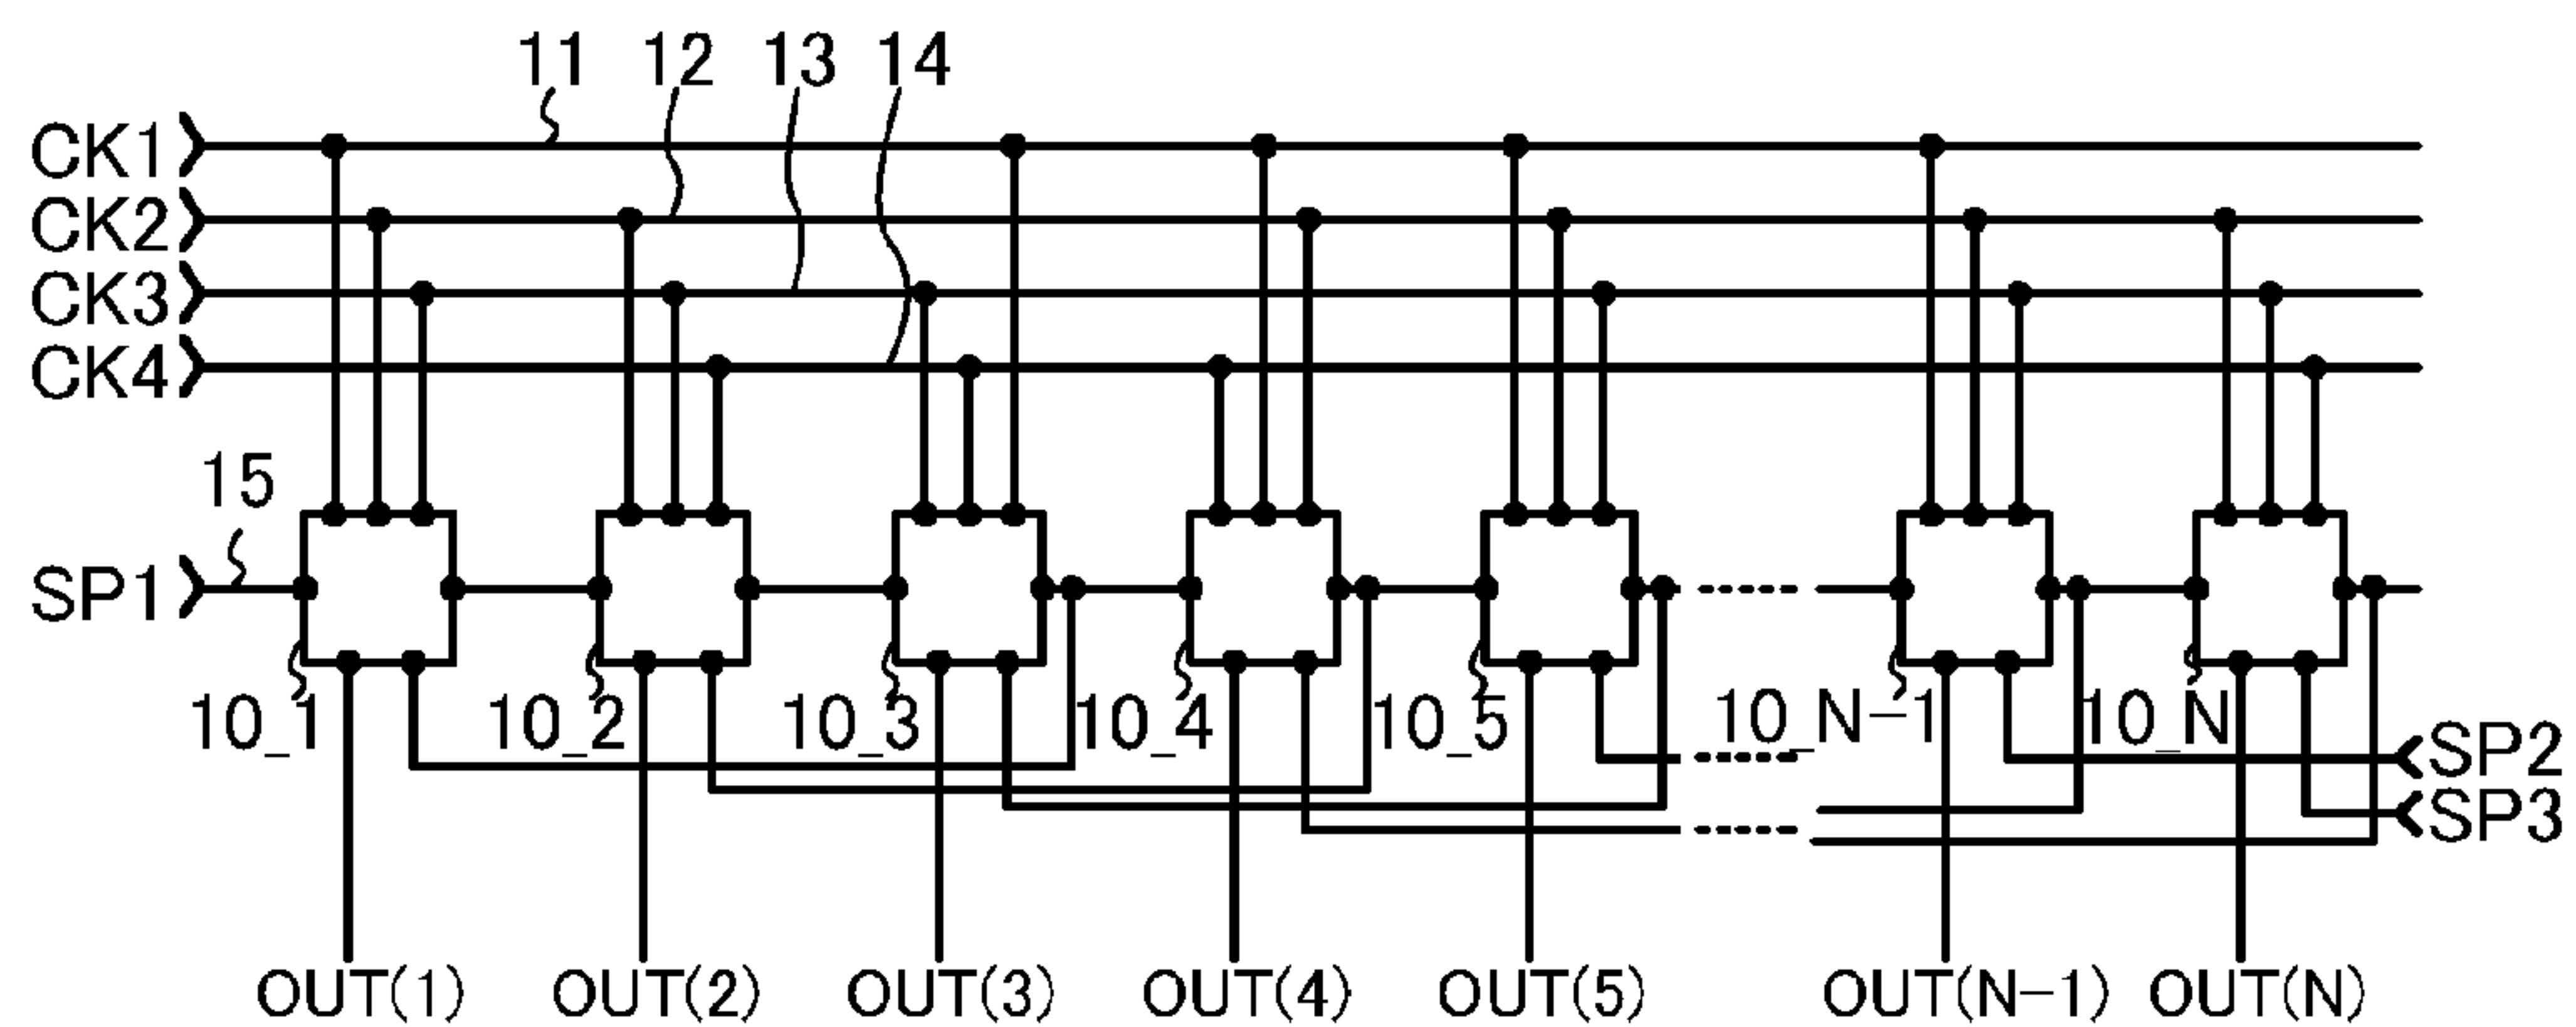 11 12 13 14
CK1
CK2
CK3
CK4
15
SP1
10_1 10_2 10_3 10_4 10_5 10_N-1 10_N
SP2
SP3
OUT(1) OUT(2) OUT(3) OUT(4) OUT(5) OUT(N-1) OUT(N)